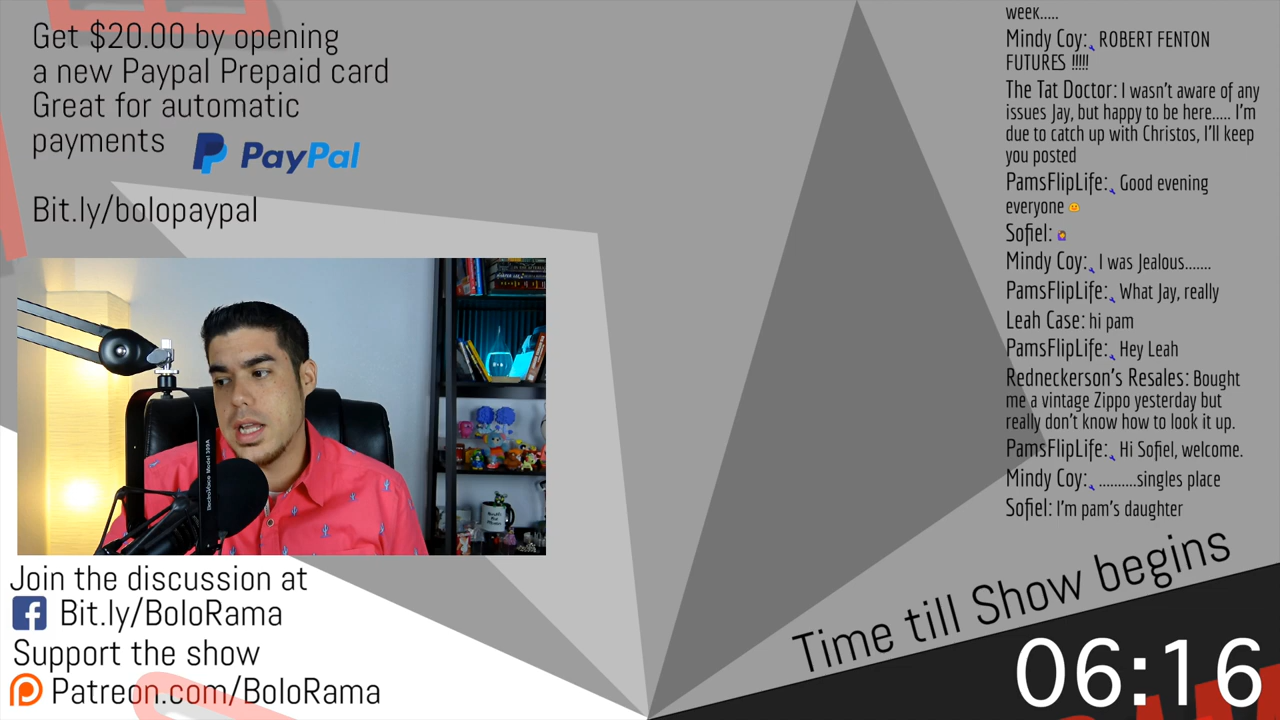 Get $20.00 by opening
a new Paypal Prepaid card
Great for automatic
payments
PayPal
Bit.ly/bolopaypal
Join the discussion at
Bit.ly/BoloRama
Support the show
Patreon.com/BoloRama
week.....
Mindy Coy: ROBERT FENTON
FUTURES !!!!!
The Tat Doctor: I wasn't aware of any
issues Jay, but happy to be here..... I'm
due to catch up with Christos, I'll keep
you posted
PamsFlipLife: Good evening
everyone
Sofiel:
Mindy Coy: I was Jealous.......
PamsFlipLife: What Jay, really
Leah Case: hi pam
PamsFlipLife: Hey Leah
Redneckerson's Resales: Bought
me a vintage Zippo yesterday but
really don't know how to look it up.
PamsFlipLife: Hi Sofiel, welcome.
Mindy Coy: ..........singles place
Sofiel: I'm pam's daughter
Time till Show begins
06:16